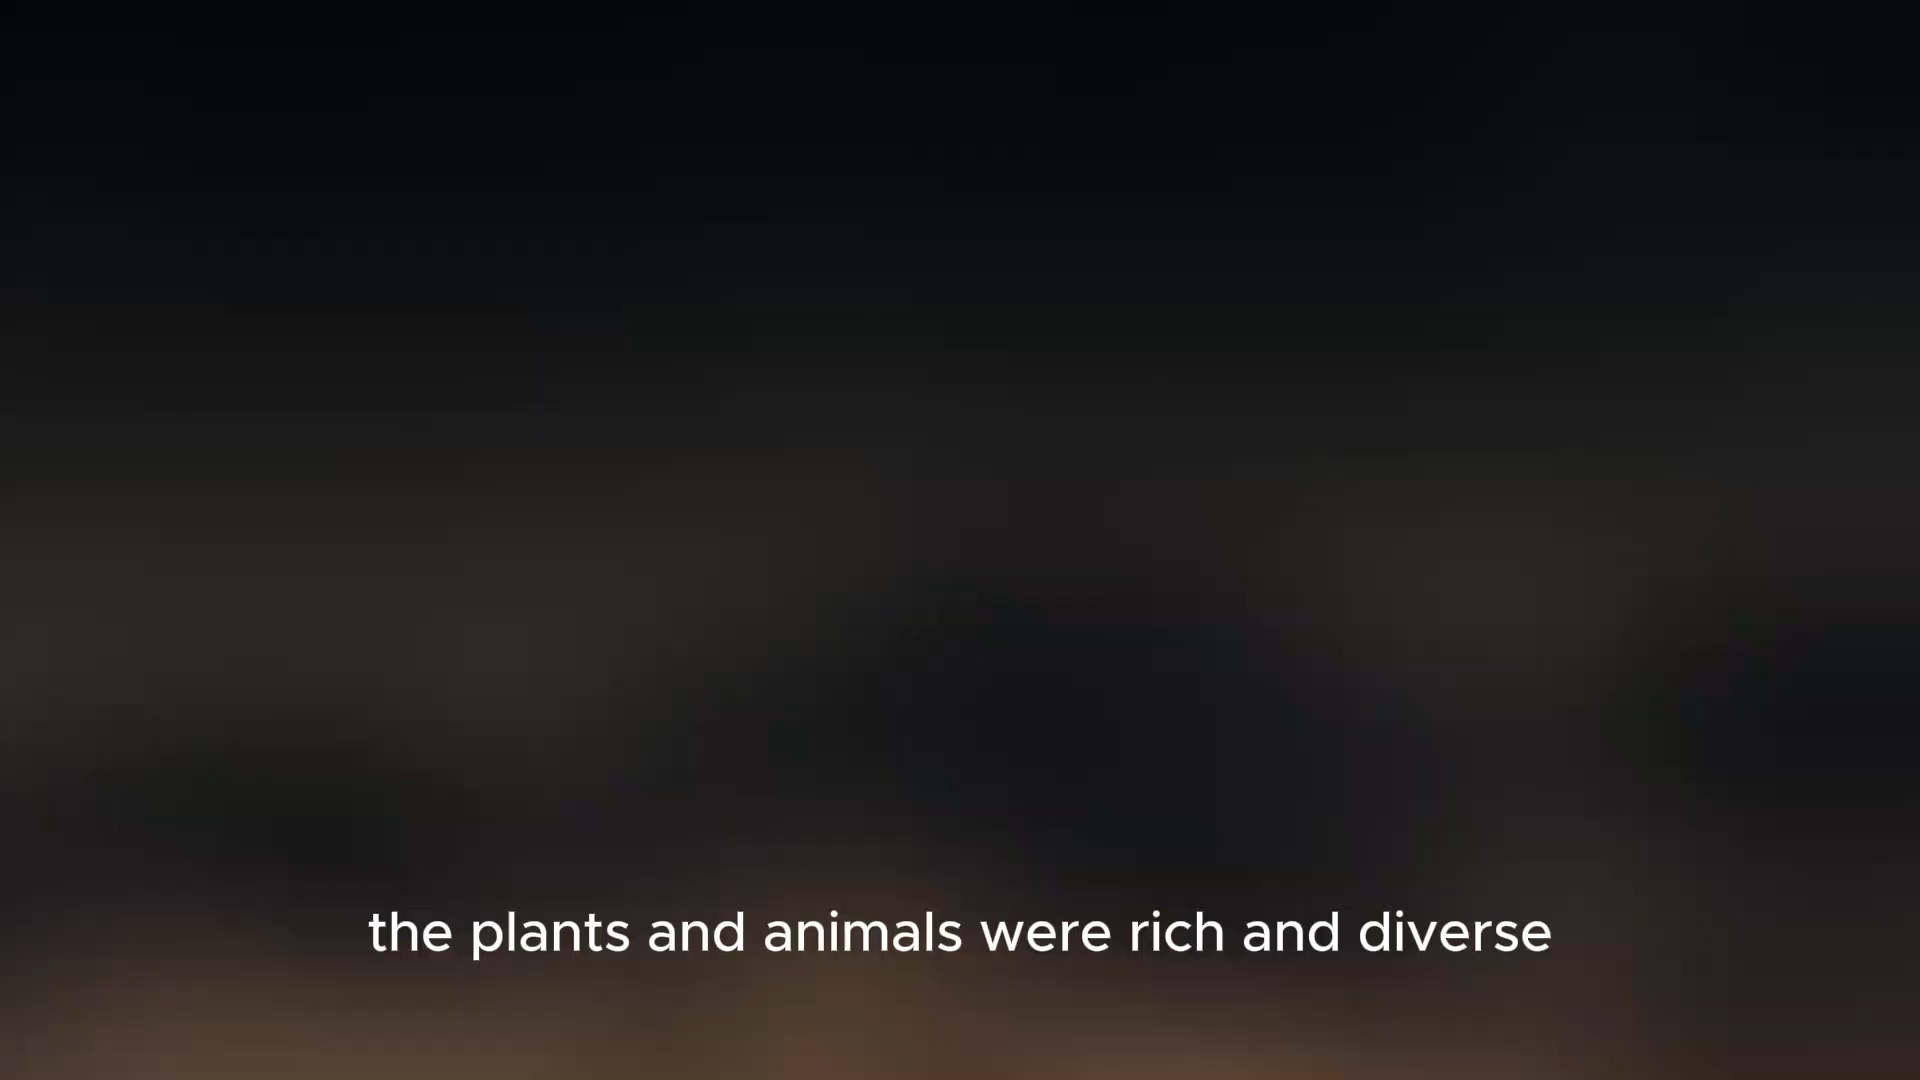 the plants and animals were rich and diverse